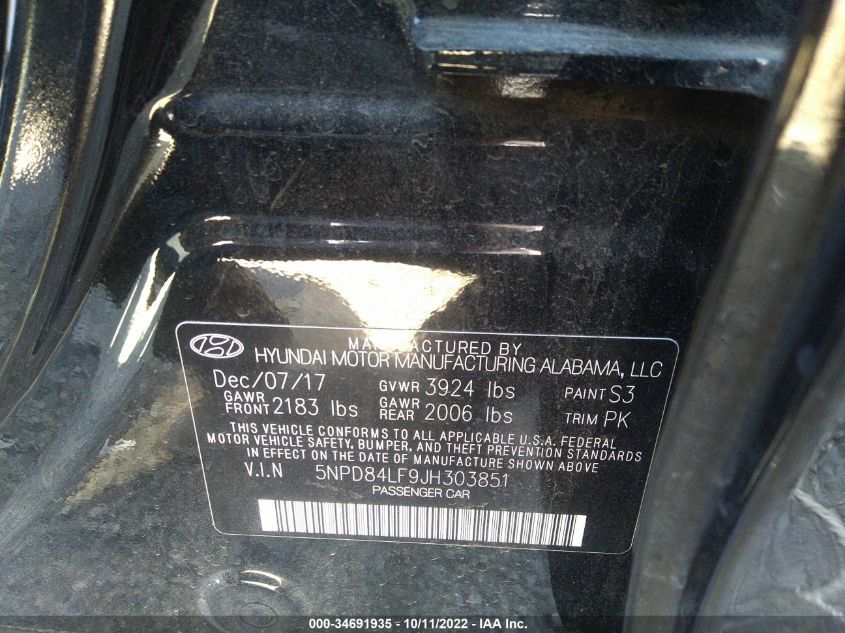 MANUFACTURED BY
HYUNDAI MOTOR MANUFACTURING ALABAMA, LLC
Dec/07/17 GVWR 3924 lbs PAINT S3
GAWR FRONT 2183 lbs GAWR REAR 2006 lbs TRIM PK
THIS VEHICLE CONFORMS TO ALL APPLICABLE U.S.A. FEDERAL
MOTOR VEHICLE SAFETY, BUMPER, AND THEFT PREVENTION STANDARDS
IN EFFECT ON THE DATE OF MANUFACTURE SHOWN ABOVE
V.I.N 5NPD84LF9JH303851
PASSENGER CAR
000-34691935 - 10/11/2022 - IAA Inc.